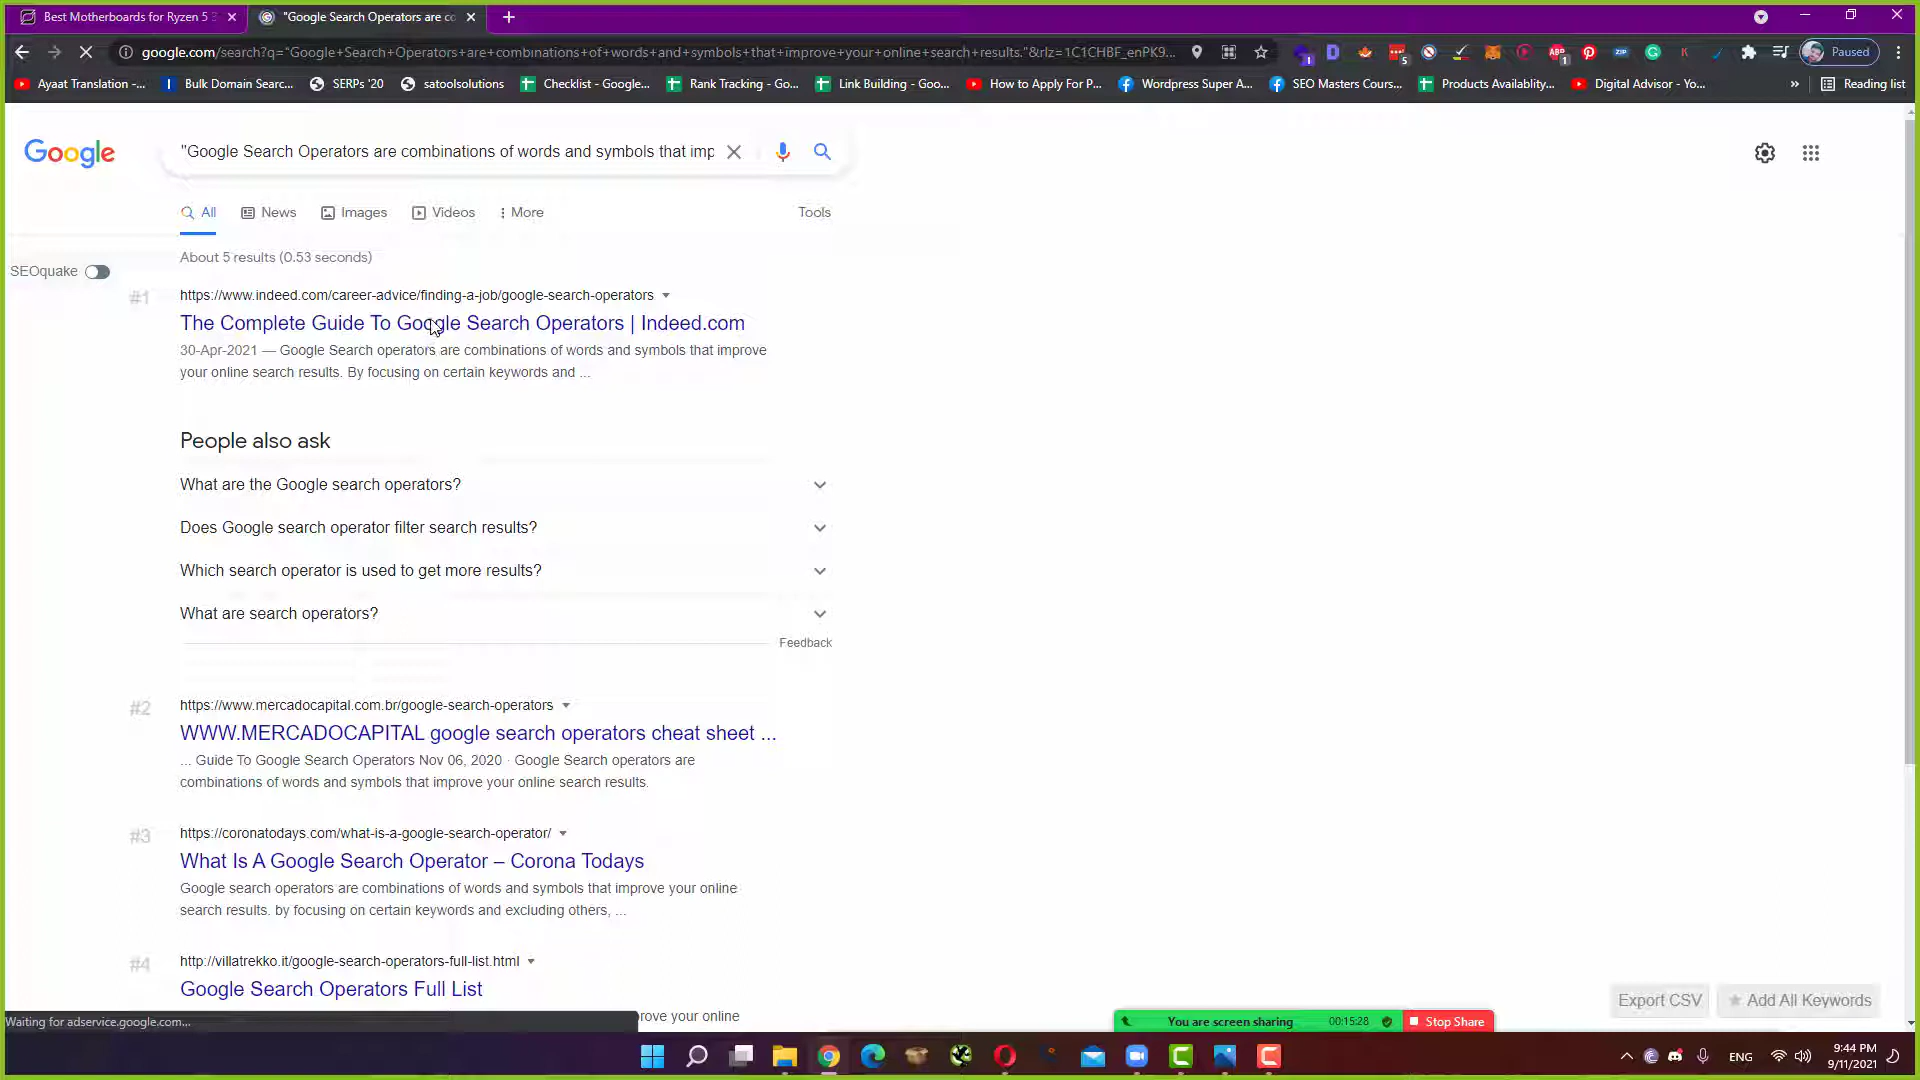 Best Motherboards for Ryzen 5 3
"Google Search Operators are co
google.com/search?q="Google+Search+Operators+are+combinations+of+words+and+symbols+that+improve+your+online+search+results."&rlz=1C1CHBF_enPK9...
1
5
ABP
1
ZIP
Paused
Ayaat Translation -...
Bulk Domain Searc...
SERPs '20
satoolsolutions
Checklist - Google...
Rank Tracking - Go...
Link Building - Goo...
How to Apply For P...
Wordpress Super A...
SEO Masters Cours...
Products Availablity...
Digital Advisor - Yo...
»
Reading list
Google
"Google Search Operators are combinations of words and symbols that imp
All
News
Images
Videos
More
Tools
About 5 results (0.53 seconds)
SEOquake
#1
https://www.indeed.com/career-advice/finding-a-job/google-search-operators
The Complete Guide To Google Search Operators | Indeed.com
30-Apr-2021 — Google Search operators are combinations of words and symbols that improve
your online search results. By focusing on certain keywords and ...
People also ask
What are the Google search operators?
Does Google search operator filter search results?
Which search operator is used to get more results?
What are search operators?
Feedback
#2
https://www.mercadocapital.com.br/google-search-operators
WWW.MERCADOCAPITAL google search operators cheat sheet ...
... Guide To Google Search Operators Nov 06, 2020 · Google Search operators are
combinations of words and symbols that improve your online search results.
#3
https://coronatodays.com/what-is-a-google-search-operator/
What Is A Google Search Operator – Corona Todays
Google search operators are combinations of words and symbols that improve your online
search results. by focusing on certain keywords and excluding others, ...
#4
http://villatrekko.it/google-search-operators-full-list.html
Google Search Operators Full List
rove your online
Export CSV
Add All Keywords
Waiting for adservice.google.com...
You are screen sharing
00:15:28
Stop Share
ENG
9:44 PM
9/11/2021